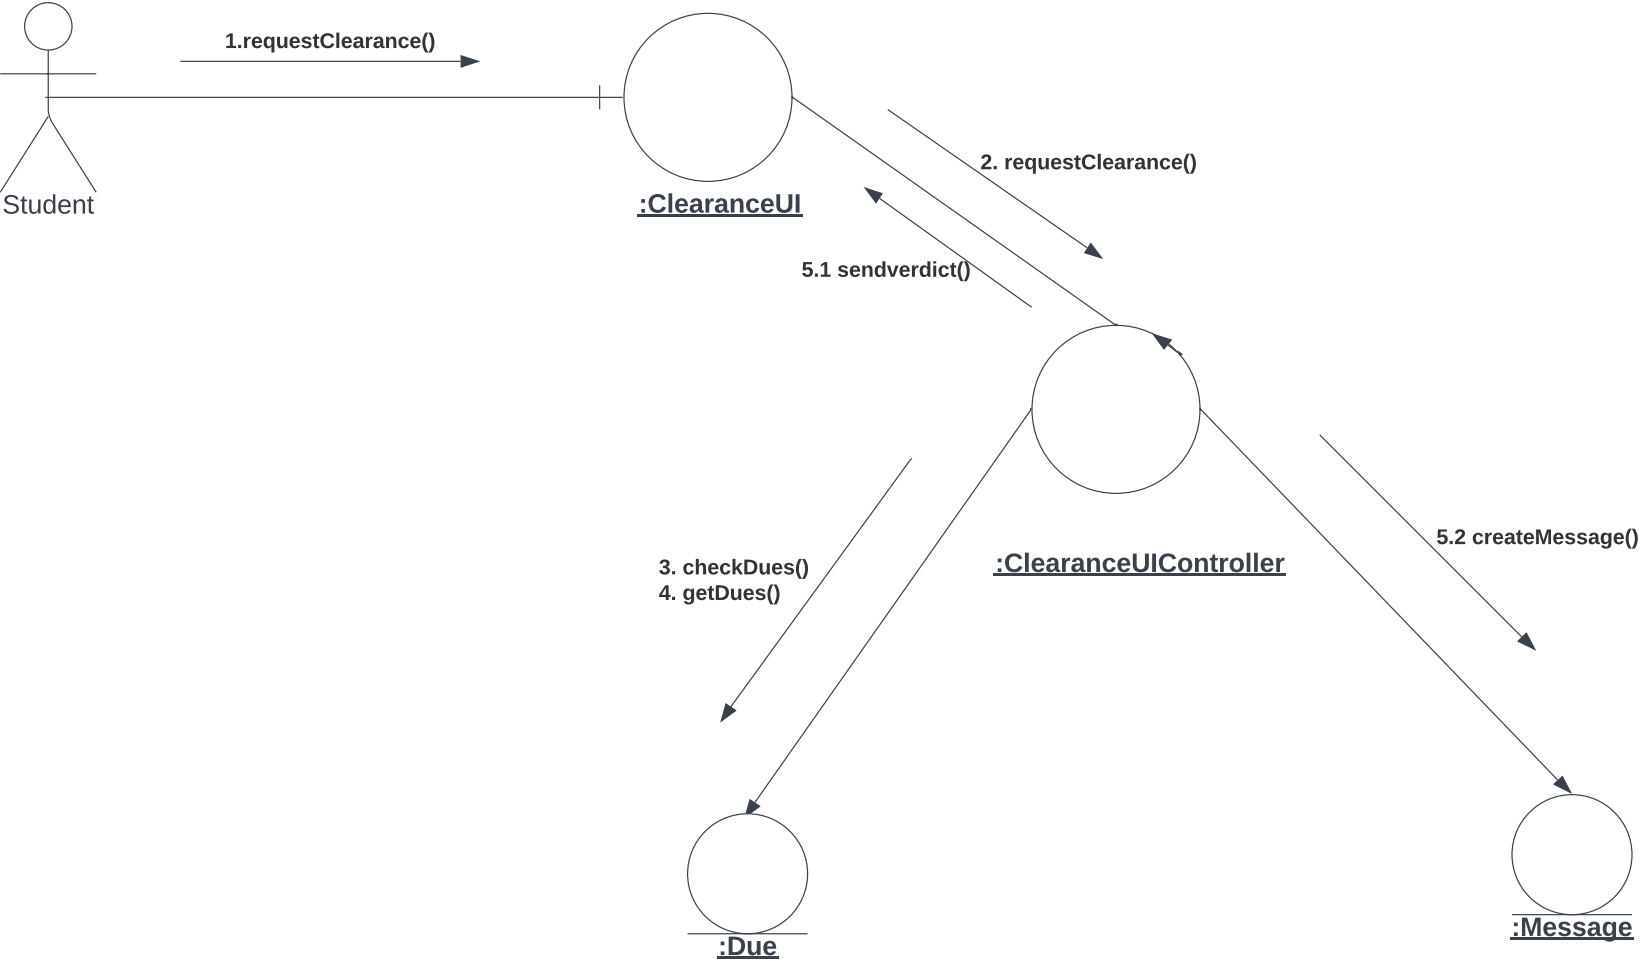 1.requestClearance()
2. requestClearance()
Student
:ClearanceUI
5.1 sendverdict()
5.2 createMessage()
:ClearanceUIController
3. checkDues()
4. getDues()
:Message
:Due